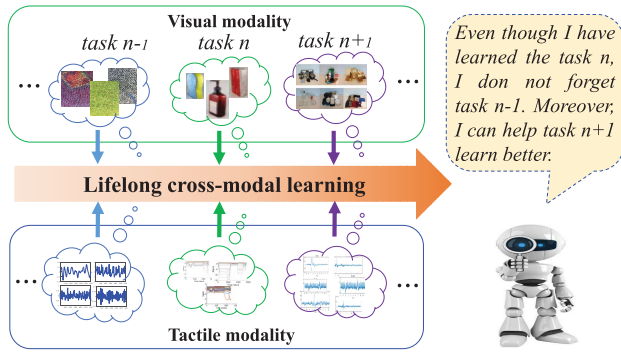 Visual modality
task n-1 task n task n+1
... ...
Lifelong cross-modal learning
... ...
Tactile modality
Even though I have
learned the task n,
I don not forget
task n-1. Moreover,
I can help task n+1
learn better.